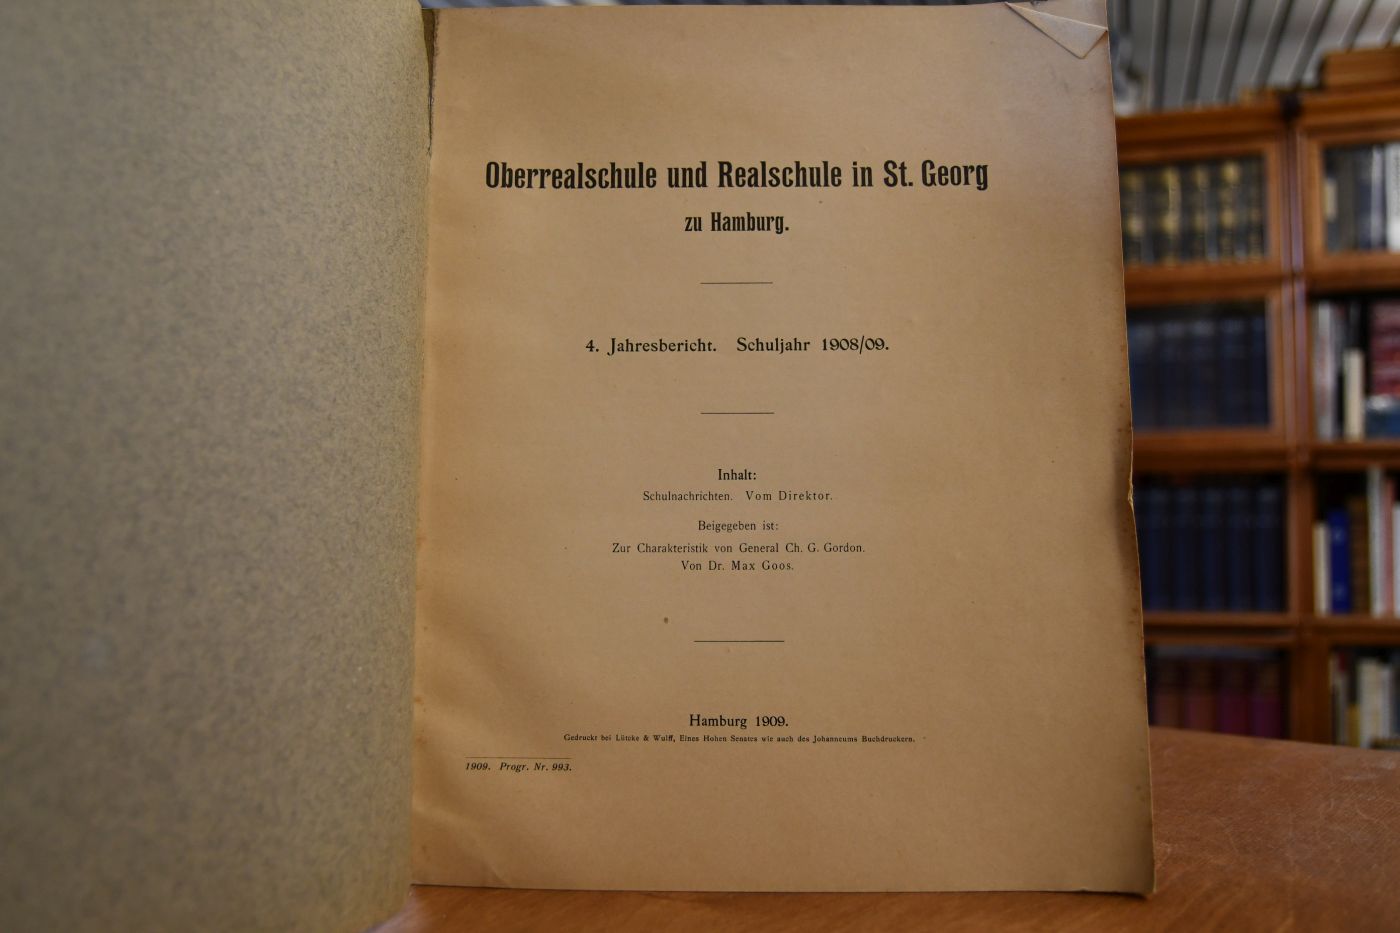 Oberrealschule und Realschule in St. Georg
zu Hamburg.
4. Jahresbericht. Schuljahr 1908/09.
Inhalt:
Schulnachrichten. Vom Direktor.
Beigegeben ist:
Zur Charakteristik von General Ch. G. Gordon.
Von Dr. Max Goos.
Hamburg 1909.
Gedruckt bei Lütcke & Wulff, Eines Hohen Senates wie auch des Johanneums Buchdruckern.
1909. Progr. Nr. 993.